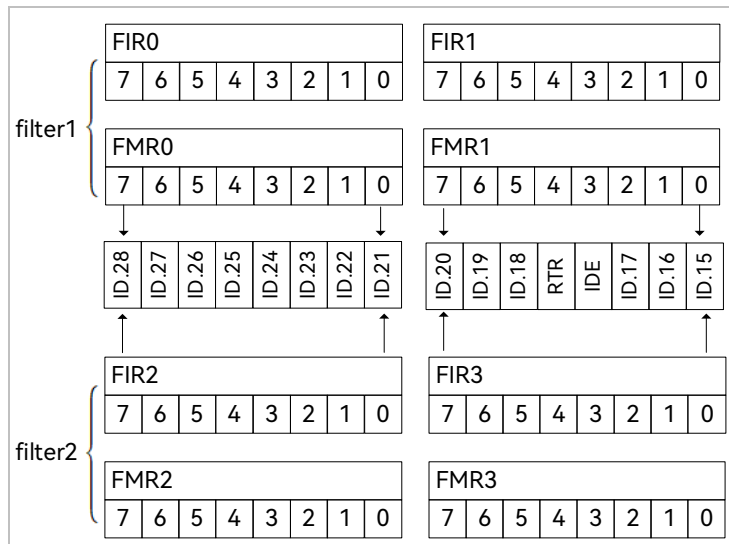 FIR0 FIR1
7 6 5 4 3 2 1 0 7 6 5 4 3 2 1 0
filter1
FMR0 FMR1
7 6 5 4 3 2 1 0 7 6 5 4 3 2 1 0
ID.28 ID.27 ID.26 ID.25 ID.24 ID.23 ID.22 ID.21 ID.20 ID.19 ID.18 RTR IDE ID.17 ID.16 ID.15
FIR2 FIR3
7 6 5 4 3 2 1 0 7 6 5 4 3 2 1 0
filter2
FMR2 FMR3
7 6 5 4 3 2 1 0 7 6 5 4 3 2 1 0